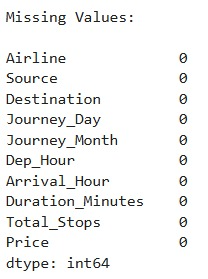 Missing Values:
Airline 0
Source 0
Destination 0
Journey_Day 0
Journey_Month 0
Dep_Hour 0
Arrival_Hour 0
Duration_Minutes 0
Total_Stops 0
Price 0
dtype: int64